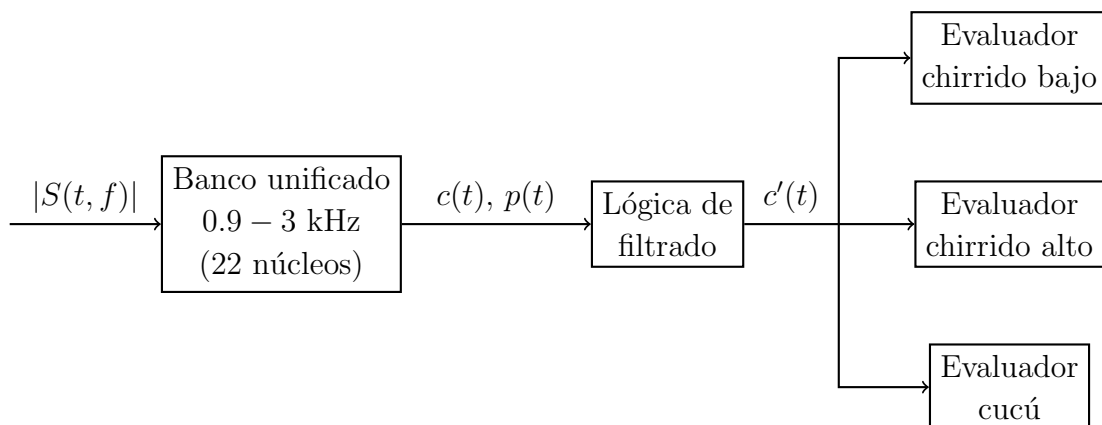 Evaluador
chirrido bajo
|S(t, f)|
Banco unificado
0.9 − 3 kHz
(22 núcleos)
c(t), p(t)
Lógica de
filtrado
c′(t)
Evaluador
chirrido alto
Evaluador
cucú